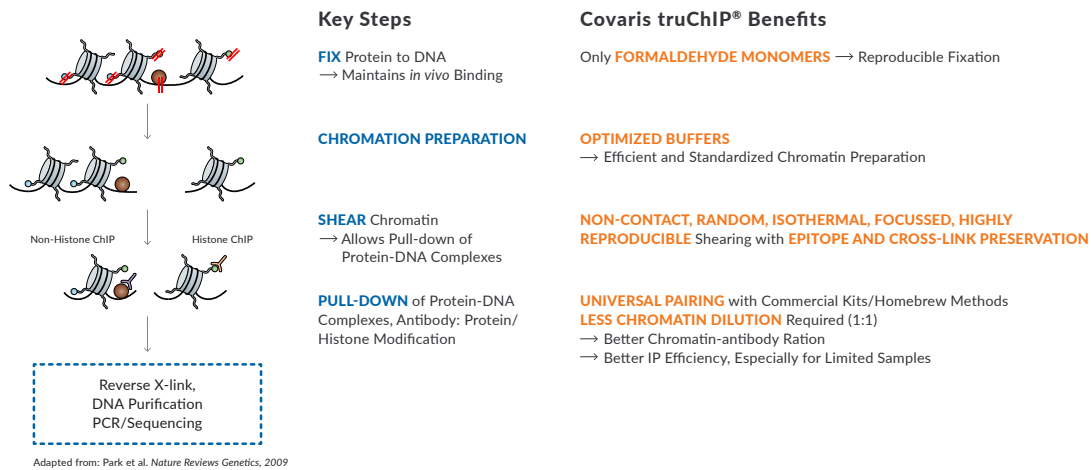 Key Steps
Covaris truChIP® Benefits
FIX Protein to DNA
→ Maintains in vivo Binding
Only FORMALDEHYDE MONOMERS → Reproducible Fixation
CHROMATION PREPARATION
OPTIMIZED BUFFERS
→ Efficient and Standardized Chromatin Preparation
SHEAR Chromatin
→ Allows Pull-down of
Protein-DNA Complexes
NON-CONTACT, RANDOM, ISOTHERMAL, FOCUSSED, HIGHLY
REPRODUCIBLE Shearing with EPITOPE AND CROSS-LINK PRESERVATION
Non-Histone ChIP
Histone ChIP
PULL-DOWN of Protein-DNA
Complexes, Antibody: Protein/
Histone Modification
UNIVERSAL PAIRING with Commercial Kits/Homebrew Methods
LESS CHROMATIN DILUTION Required (1:1)
→ Better Chromatin-antibody Ration
→ Better IP Efficiency, Especially for Limited Samples
Reverse X-link,
DNA Purification
PCR/Sequencing
Adapted from: Park et al. Nature Reviews Genetics, 2009